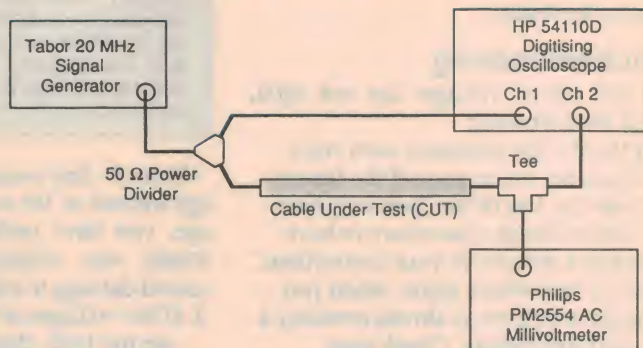 Tabor 20 MHz
Signal
Generator
HP 54110D
Digitising
Oscilloscope
Ch 1 Ch 2
50 Ω Power
Divider
Tee
Cable Under Test (CUT)
Philips
PM2554 AC
Millivoltmeter